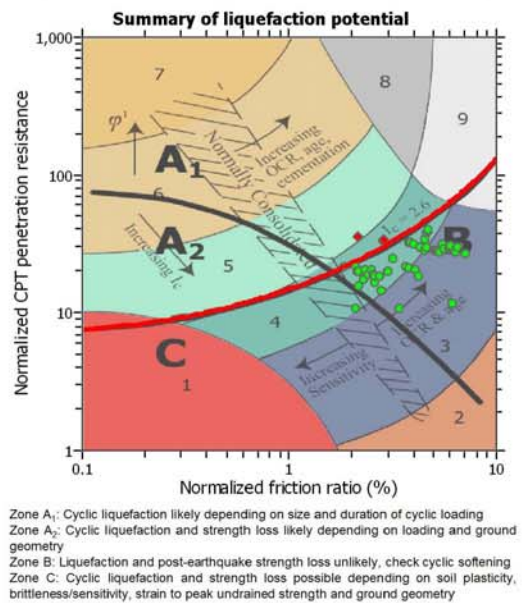 Summary of liquefaction potential
Normalized CPT penetration resistance
1,000
100
10
1
7
8
9
φ'
A1
Increasing
OCR, age,
cementation
Normally Consolidated
6
A2
Increasing Ic
5
Ic = 2.6
B
4
C
1
Increasing
OCR & age
Increasing
Sensitivity
3
2
0.1
1
10
Normalized friction ratio (%)
Zone A1: Cyclic liquefaction likely depending on size and duration of cyclic loading
Zone A2: Cyclic liquefaction and strength loss likely depending on loading and ground
geometry
Zone B: Liquefaction and post-earthquake strength loss unlikely, check cyclic softening
Zone C: Cyclic liquefaction and strength loss possible depending on soil plasticity,
brittleness/sensitivity, strain to peak undrained strength and ground geometry